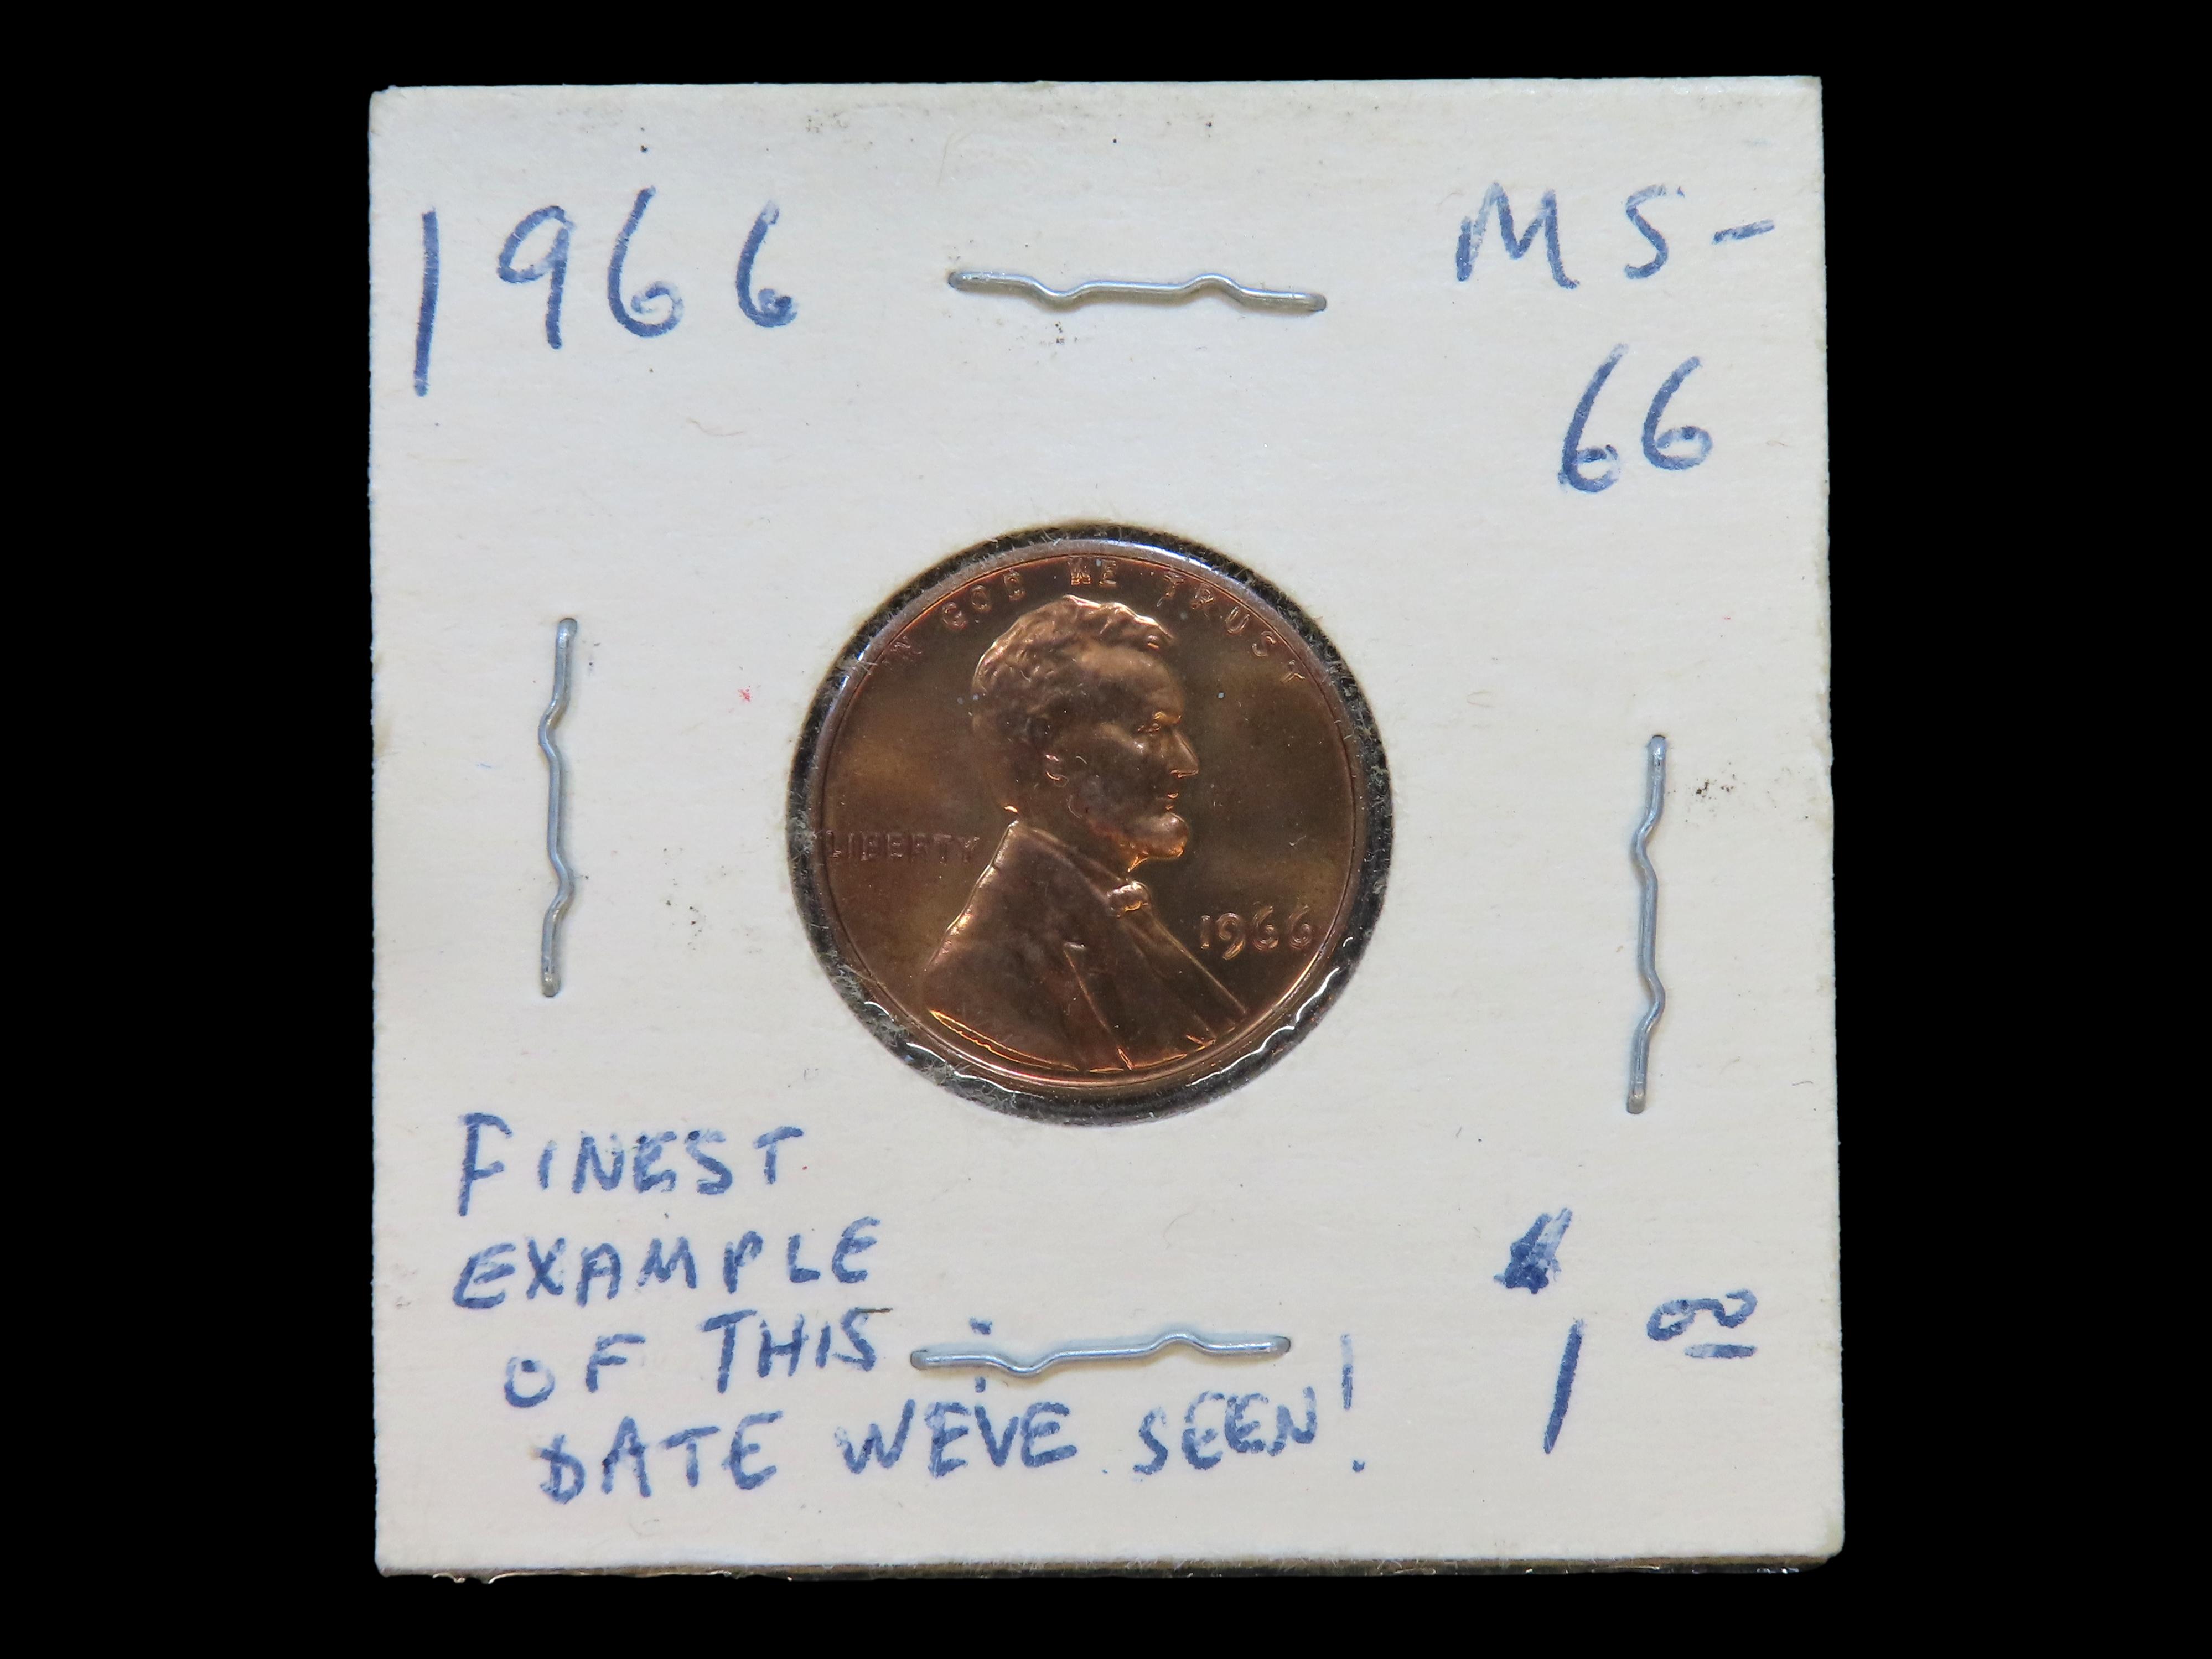 1966
MS-
66
IN GOD WE TRUST
LIBERTY
1966
FINEST
EXAMPLE
OF THIS
DATE WEVE SEEN!
$
1 00